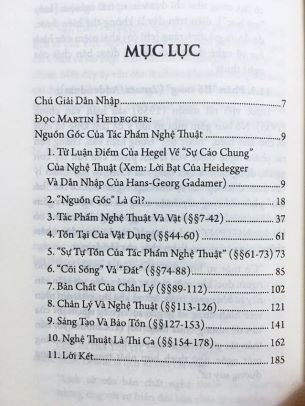 MỤC LỤC
Chú Giải Dẫn Nhập 7
Đọc Martin Heidegger:
Nguồn Gốc Của Tác Phẩm Nghệ Thuật 9
1. Từ Luận Điểm Của Hegel Về “Sự Cáo Chung”
Của Nghệ Thuật (Xem: Lời Bạt Của Heidegger
Và Dẫn Nhập Của Hans-Georg Gadamer) 9
2. “Nguồn Gốc” Là Gì? 18
3. Tác Phẩm Nghệ Thuật Và Vật (§§7-42) 37
4. Tồn Tại Của Vật Dụng (§§44-60) 61
5. “Sự Tự Tồn Của Tác Phẩm Nghệ Thuật” (§§61-73) 73
6. “Cõi Sống” Và “Đất” (§§74-88) 85
7. Bản Chất Của Chân Lý (§§89-112) 102
8. Chân Lý Và Nghệ Thuật (§§113-126) 121
9. Sáng Tạo Và Bảo Tồn (§§127-153) 141
10. Nghệ Thuật Là Thi Ca (§§154-178) 162
11. Lời Kết 185